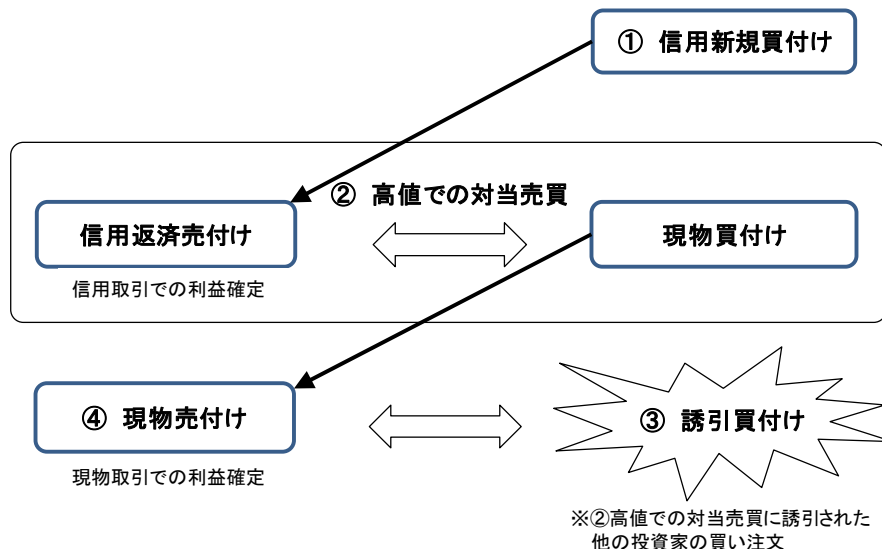 ① 信用新規買付け
② 高値での対当売買
信用返済売付け
現物買付け
信用取引での利益確定
④ 現物売付け
③ 誘引買付け
現物取引での利益確定
※②高値での対当売買に誘引された
他の投資家の買い注文